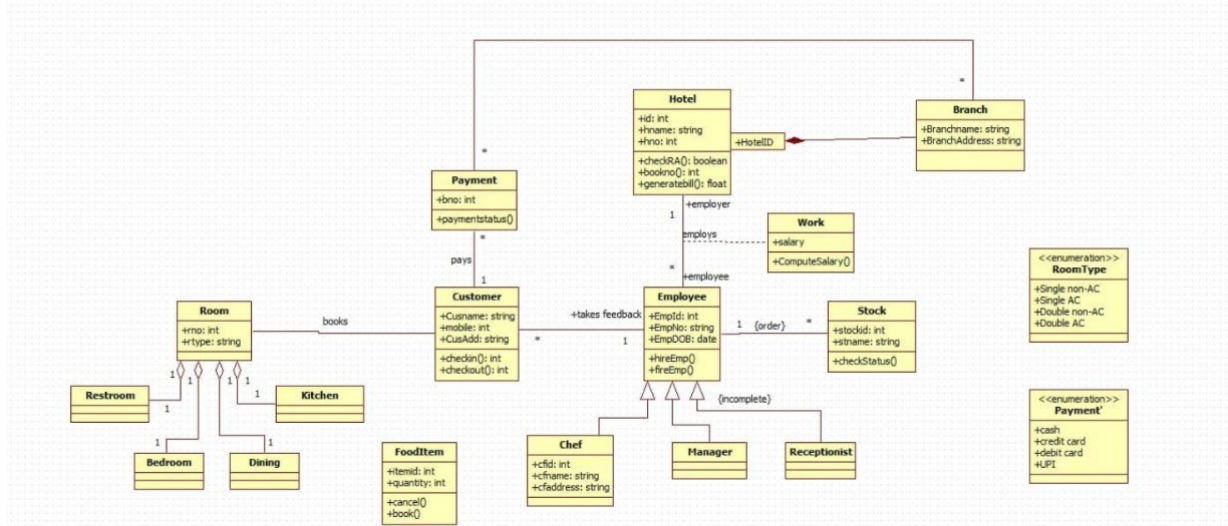 *
Hotel
+id: int
+hname: string
+hno: int
+checkRA(): boolean
+bookno(): int
+generatebill(): float
+HotelID
Branch
+Branchname: string
+BranchAddress: string
*
Payment
+bno: int
+paymentstatus()
*
pays
1
+employer
1
employs
*
+employee
Work
+salary
+ComputeSalary()
<<enumeration>>
RoomType
+Single non-AC
+Single AC
+Double non-AC
+Double AC
Room
+rno: int
+rtype: string
books
Customer
+Cusname: string
+mobile: int
+CusAdd: string
+checkin(): int
+checkout(): int
+takes feedback
*
1
Employee
+EmpId: int
+EmpNo: string
+EmpDOB: date
+hireEmp()
+fireEmp()
1
{order}
*
Stock
+stockid: int
+stname: string
+checkStatus()
1
1
1
1
Restroom
1
1
Kitchen
1
Bedroom
1
Dining
FoodItem
+itemid: int
+quantity: int
+cancel()
+book()
{incomplete}
Chef
+cfid: int
+cfname: string
+cfaddress: string
Manager
Receptionist
<<enumeration>>
Payment'
+cash
+credit card
+debit card
+UPI